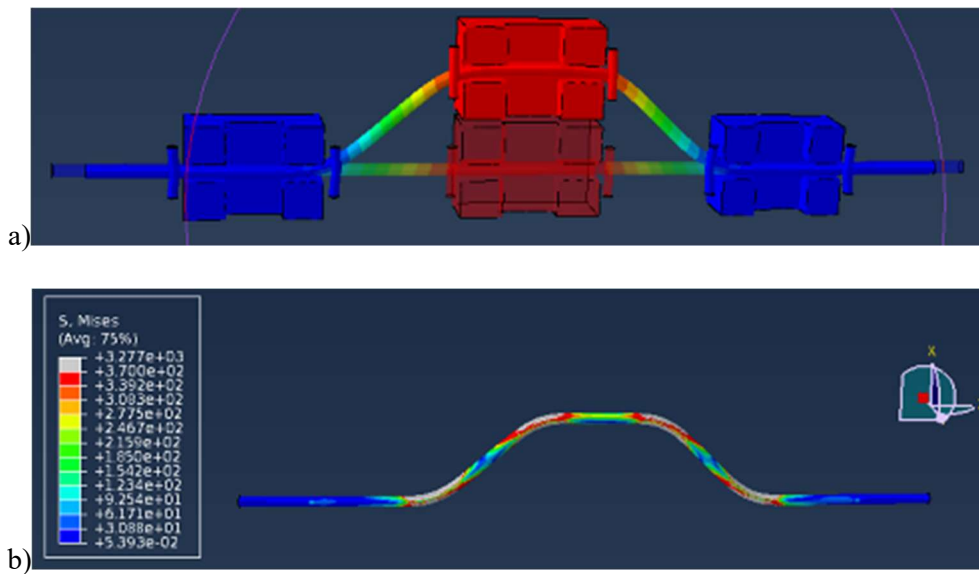 a)
S, Mises
(Avg: 75%)
+3.277e+03
+3.700e+02
+3.392e+02
+3.083e+02
+2.775e+02
+2.467e+02
+2.159e+02
+1.850e+02
+1.542e+02
+1.234e+02
+9.254e+01
+6.171e+01
+3.088e+01
+5.393e-02
X
b)